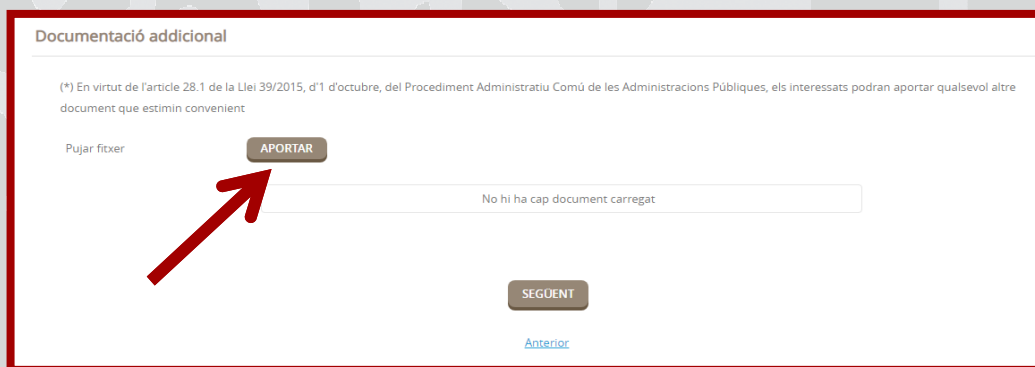 Documentació addicional
(*) En virtut de l'article 28.1 de la Llei 39/2015, d'1 d'octubre, del Procediment Administratiu Comú de les Administracions Públiques, els interessats podran aportar qualsevol altre
document que estimin convenient
Pujar fitxer APORTAR
No hi ha cap document carregat
SEGÜENT
Anterior